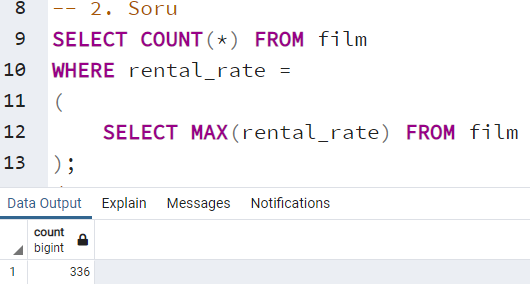 8 -- 2. Soru
9 SELECT COUNT(*) FROM film
10 WHERE rental_rate =
11 (
12 SELECT MAX(rental_rate) FROM film
13 );
Data Output Explain Messages Notifications
count
bigint
1 336